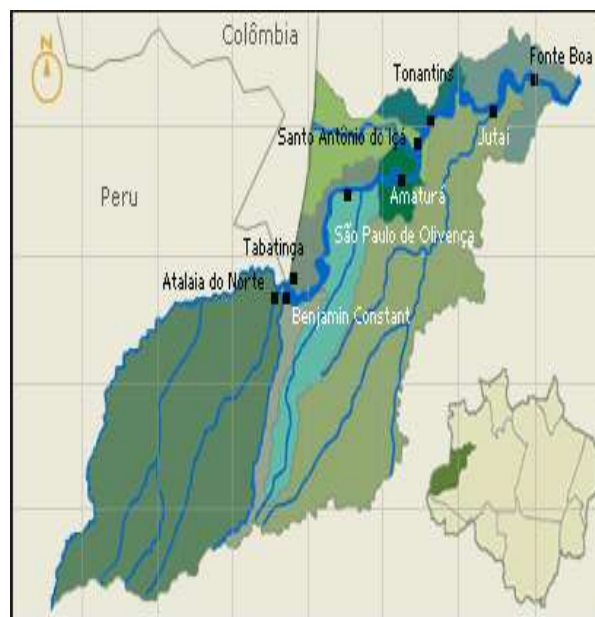 N
Colômbia
Fonte Boa
Tonantins
Santo Antônio do Içá
Jutaí
Peru
Amaturá
São Paulo de Olivença
Tabatinga
Atalaia do Norte
Benjamin Constant